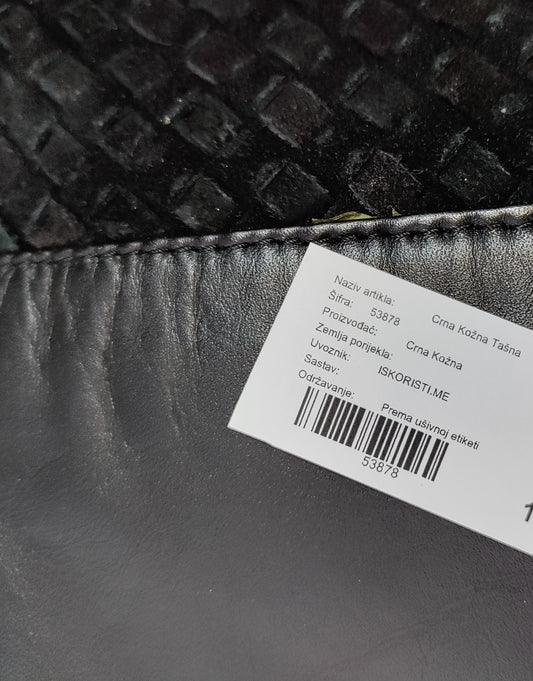 Naziv artikla: Crna Kožna Tašna
Šifra: 53878
Proizvođač: Crna Kožna
Zemlja porijekla:
Uvoznik: ISKORISTI.ME
Sastav:
Održavanje: Prema ušivnoj etiketi
53878
1